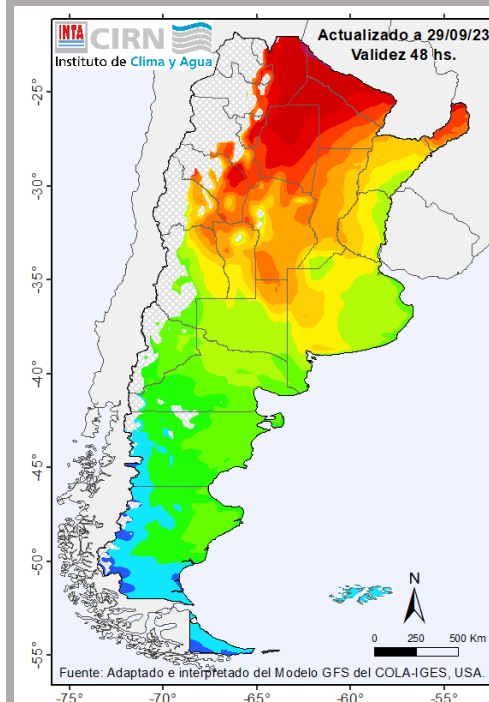 INTA CIRN
Instituto de Clima y Agua
Actualizado a 29/09/23
Validez 48 hs.
-25°
-30°
-35°
-40°
-45°
-50°
-55°
N
0 250 500 Km
Fuente: Adaptado e interpretado del Modelo GFS del COLA-IGES, USA.
-75° -70° -65° -60° -55°